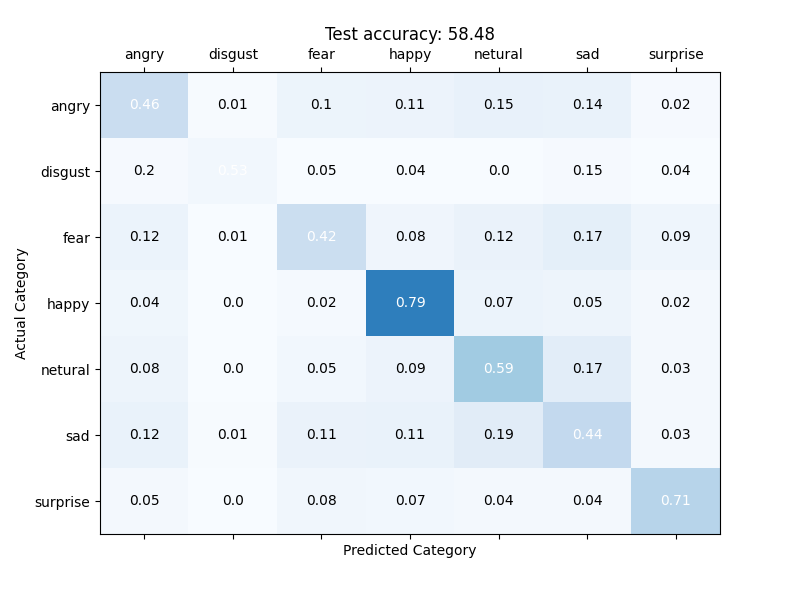 Test accuracy: 58.48
angry disgust fear happy netural sad surprise
angry 0.46 0.01 0.1 0.11 0.15 0.14 0.02
disgust 0.2 0.53 0.05 0.04 0.0 0.15 0.04
fear 0.12 0.01 0.42 0.08 0.12 0.17 0.09
happy 0.04 0.0 0.02 0.79 0.07 0.05 0.02
netural 0.08 0.0 0.05 0.09 0.59 0.17 0.03
sad 0.12 0.01 0.11 0.11 0.19 0.44 0.03
surprise 0.05 0.0 0.08 0.07 0.04 0.04 0.71
Actual Category
Predicted Category